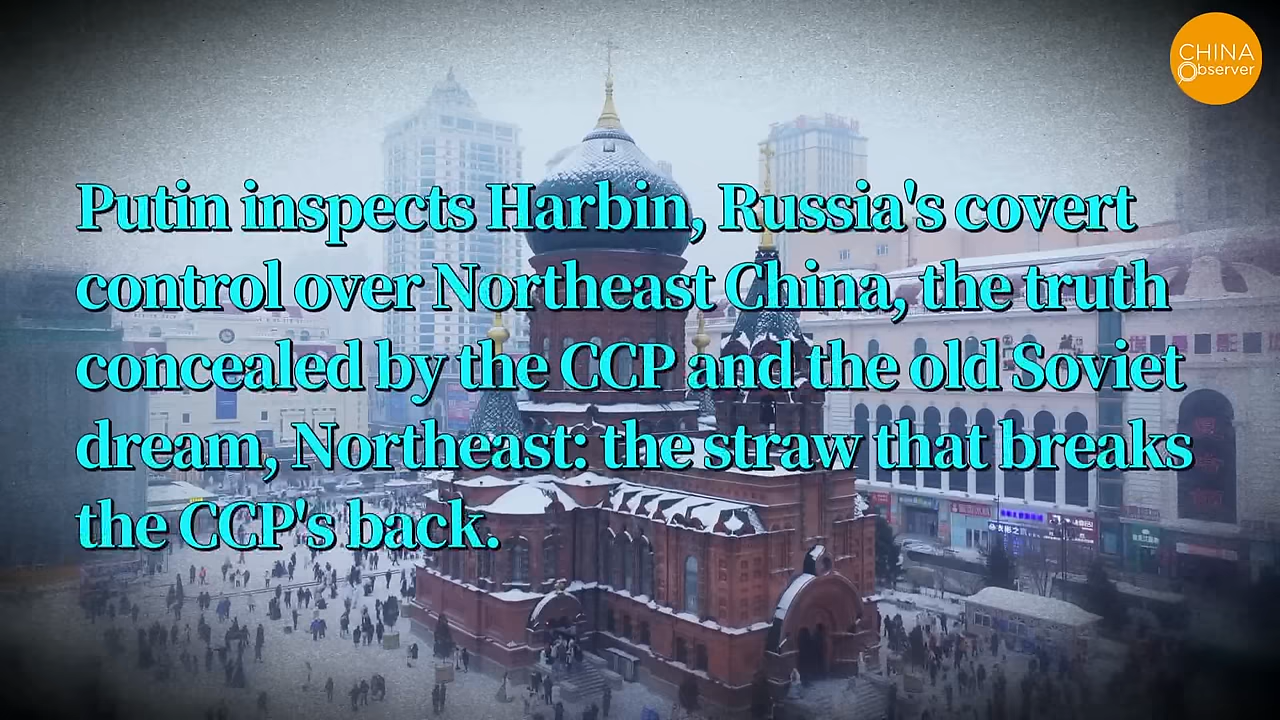 CHINA
Observer
Putin inspects Harbin, Russia's covert
control over Northeast China, the truth
concealed by the CCP and the old Soviet
dream, Northeast: the straw that breaks
the CCP's back.